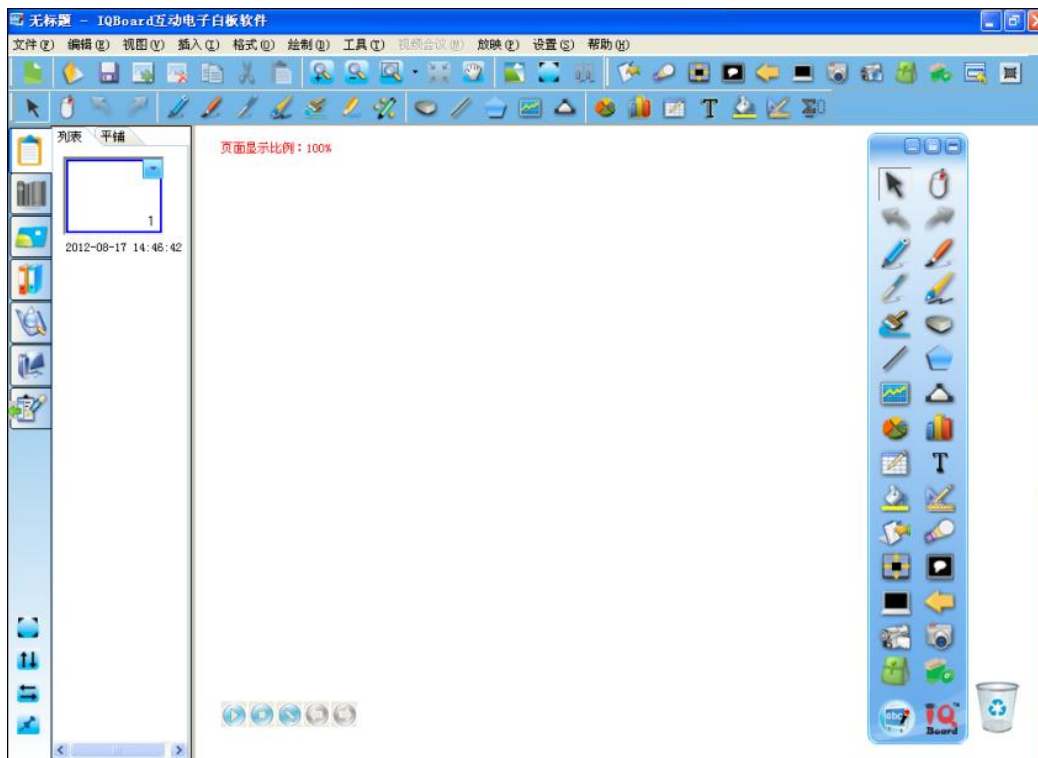 无标题 - IQBoard互动电子白板软件
文件(F) 编辑(E) 视图(V) 插入(I) 格式(O) 绘制(D) 工具(T) 视频会议(M) 放映(P) 设置(S) 帮助(H)
列表 平铺
页面显示比例：100%
1
2012-08-17 14:46:42
T
T
abc
iQ™
Board